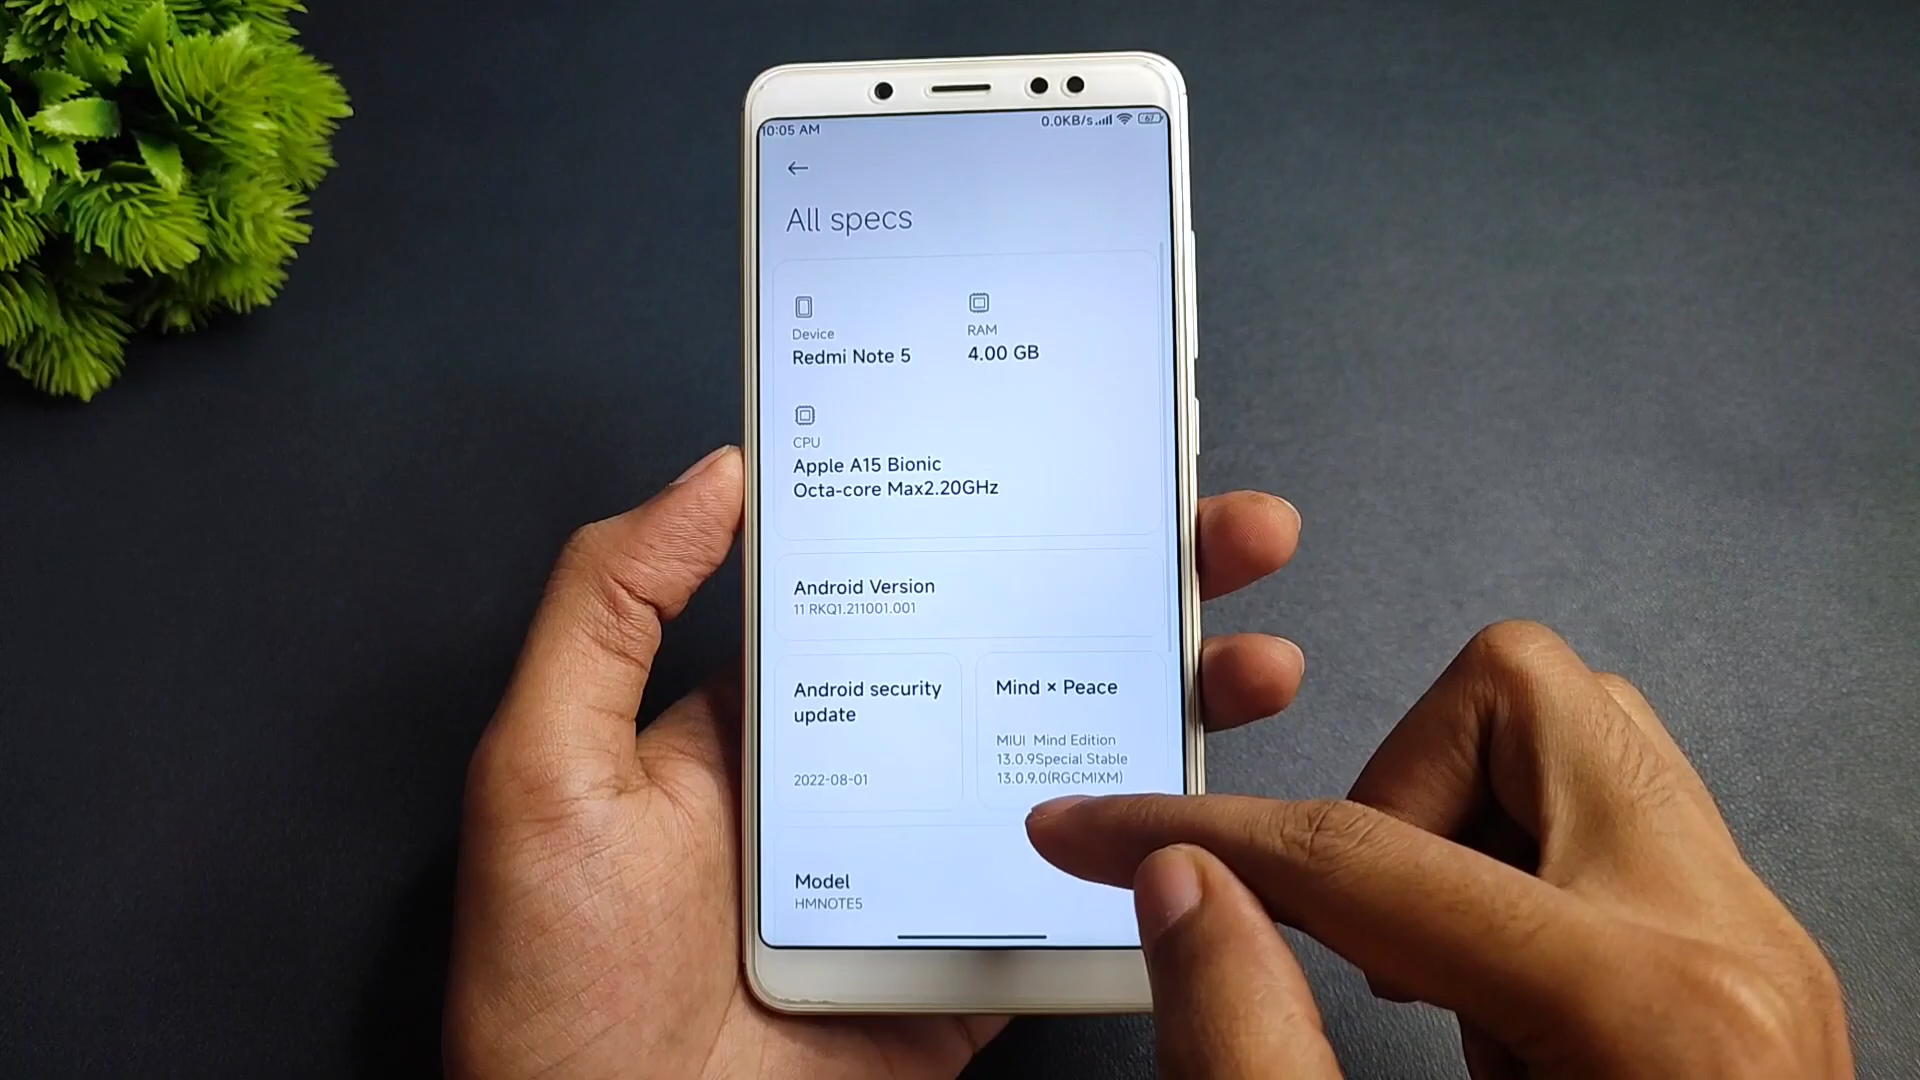 10:05 AM
0.0KB/s
67
All specs
Device
Redmi Note 5
RAM
4.00 GB
CPU
Apple A15 Bionic
Octa-core Max2.20GHz
Android Version
11 RKQ1.211001.001
Android security
update
2022-08-01
Mind × Peace
MIUI Mind Edition
13.0.9Special Stable
13.0.9.0(RGCMIXM)
Model
HMNOTE5